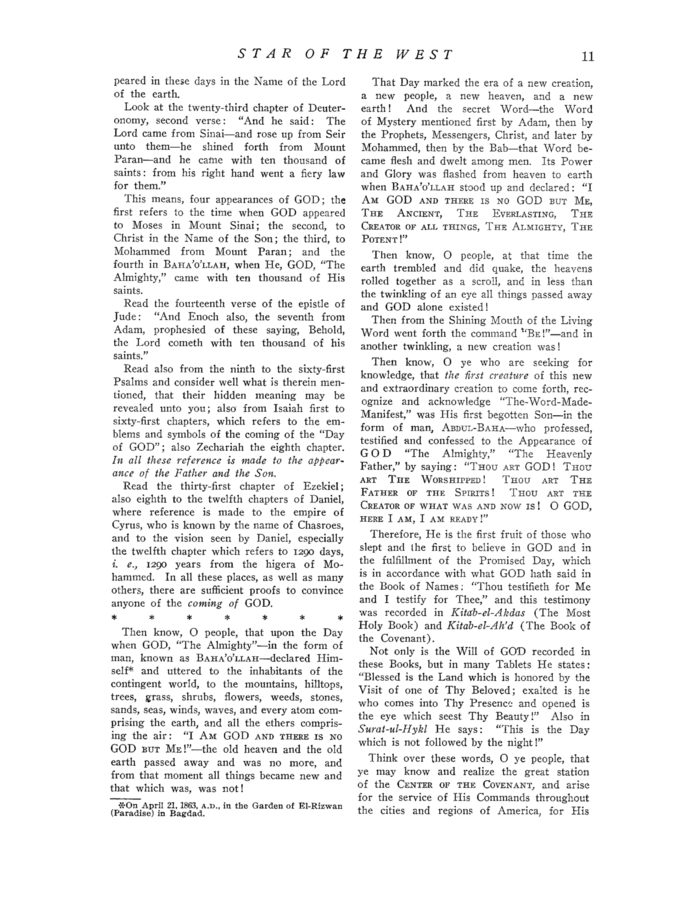 STAR OF THE WEST 11
peared in these days in the Name of the Lord
of the earth.
Look at the twenty-third chapter of Deuter-
onomy, second verse: "And he said: The
Lord came from Sinai—and rose up from Seir
unto them—he shined forth from Mount
Paran—and he came with ten thousand of
saints: from his right hand went a fiery law
for them."
This means, four appearances of GOD; the
first refers to the time when GOD appeared
to Moses in Mount Sinai; the second, to
Christ in the Name of the Son; the third, to
Mohammed from Mount Paran; and the
fourth in BAHA'O'LLAH, when He, GOD, "The
Almighty," came with ten thousand of His
saints.
Read the fourteenth verse of the epistle of
Jude: "And Enoch also, the seventh from
Adam, prophesied of these saying, Behold,
the Lord cometh with ten thousand of his
saints."
Read also from the ninth to the sixty-first
Psalms and consider well what is therein men-
tioned, that their hidden meaning may be
revealed unto you; also from Isaiah first to
sixty-first chapters, which refers to the em-
blems and symbols of the coming of the "Day
of GOD"; also Zechariah the eighth chapter.
In all these reference is made to the appear-
ance of the Father and the Son.
Read the thirty-first chapter of Ezekiel;
also eighth to the twelfth chapters of Daniel,
where reference is made to the empire of
Cyrus, who is known by the name of Chasroes,
and to the vision seen by Daniel, especially
the twelfth chapter which refers to 1290 days,
i. e., 1290 years from the higera of Mo-
hammed. In all these places, as well as many
others, there are sufficient proofs to convince
anyone of the coming of GOD.
* * * * * * *
Then know, O people, that upon the Day
when GOD, "The Almighty"—in the form of
man, known as BAHA'O'LLAH—declared Him-
self* and uttered to the inhabitants of the
contingent world, to the mountains, hilltops,
trees, grass, shrubs, flowers, weeds, stones,
sands, seas, winds, waves, and every atom com-
prising the earth, and all the ethers compris-
ing the air: "I AM GOD AND THERE IS NO
GOD BUT ME!"—the old heaven and the old
earth passed away and was no more, and
from that moment all things became new and
that which was, was not!
*On April 21, 1863, A.D., in the Garden of El-Rizwan
(Paradise) in Bagdad.
That Day marked the era of a new creation,
a new people, a new heaven, and a new
earth! And the secret Word—the Word
of Mystery mentioned first by Adam, then by
the Prophets, Messengers, Christ, and later by
Mohammed, then by the Bab—that Word be-
came flesh and dwelt among men. Its Power
and Glory was flashed from heaven to earth
when BAHA'O'LLAH stood up and declared: "I
AM GOD AND THERE IS NO GOD BUT ME,
THE ANCIENT, THE EVERLASTING, THE
CREATOR OF ALL THINGS, THE ALMIGHTY, THE
POTENT!"
Then know, O people, at that time the
earth trembled and did quake, the heavens
rolled together as a scroll, and in less than
the twinkling of an eye all things passed away
and GOD alone existed!
Then from the Shining Mouth of the Living
Word went forth the command "BE!"—and in
another twinkling, a new creation was!
Then know, O ye who are seeking for
knowledge, that the first creature of this new
and extraordinary creation to come forth, rec-
ognize and acknowledge "The-Word-Made-
Manifest," was His first begotten Son—in the
form of man, ABDUL-BAHA—who professed,
testified and confessed to the Appearance of
GOD "The Almighty," "The Heavenly
Father," by saying: "THOU ART GOD! THOU
ART THE WORSHIPPED! THOU ART THE
FATHER OF THE SPIRITS! THOU ART THE
CREATOR OF WHAT WAS AND NOW IS! O GOD,
HERE I AM, I AM READY!"
Therefore, He is the first fruit of those who
slept and the first to believe in GOD and in
the fulfillment of the Promised Day, which
is in accordance with what GOD hath said in
the Book of Names: "Thou testifieth for Me
and I testify for Thee," and this testimony
was recorded in Kitab-el-Akdas (The Most
Holy Book) and Kitab-el-Ah'd (The Book of
the Covenant).
Not only is the Will of GOD recorded in
these Books, but in many Tablets He states:
"Blessed is the Land which is honored by the
Visit of one of Thy Beloved; exalted is he
who comes into Thy Presence and opened is
the eye which seest Thy Beauty!" Also in
Surat-ul-Hykl He says: "This is the Day
which is not followed by the night!"
Think over these words, O ye people, that
ye may know and realize the great station
of the CENTER OF THE COVENANT, and arise
for the service of His Commands throughout
the cities and regions of America, for His